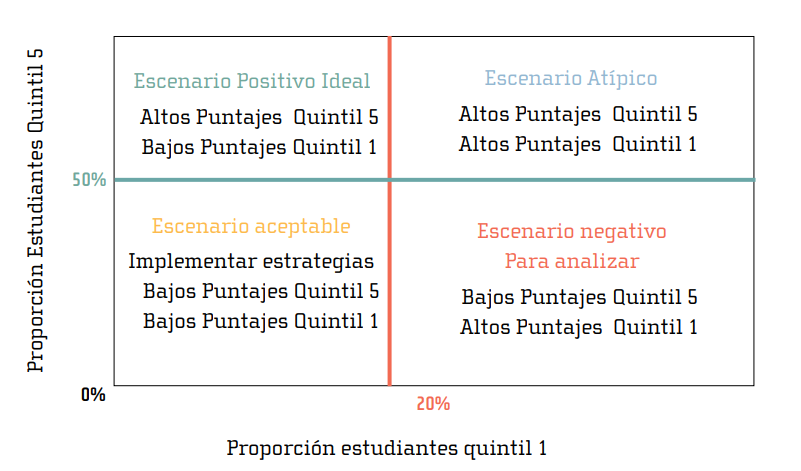 Proporción Estudiantes Quintil 5
Escenario Positivo Ideal
Altos Puntajes Quintil 5
Bajos Puntajes Quintil 1
Escenario Atípico
Altos Puntajes Quintil 5
Altos Puntajes Quintil 1
50%
Escenario aceptable
Implementar estrategias
Bajos Puntajes Quintil 5
Bajos Puntajes Quintil 1
Escenario negativo
Para analizar
Bajos Puntajes Quintil 5
Altos Puntajes Quintil 1
0%
20%
Proporción estudiantes quintil 1